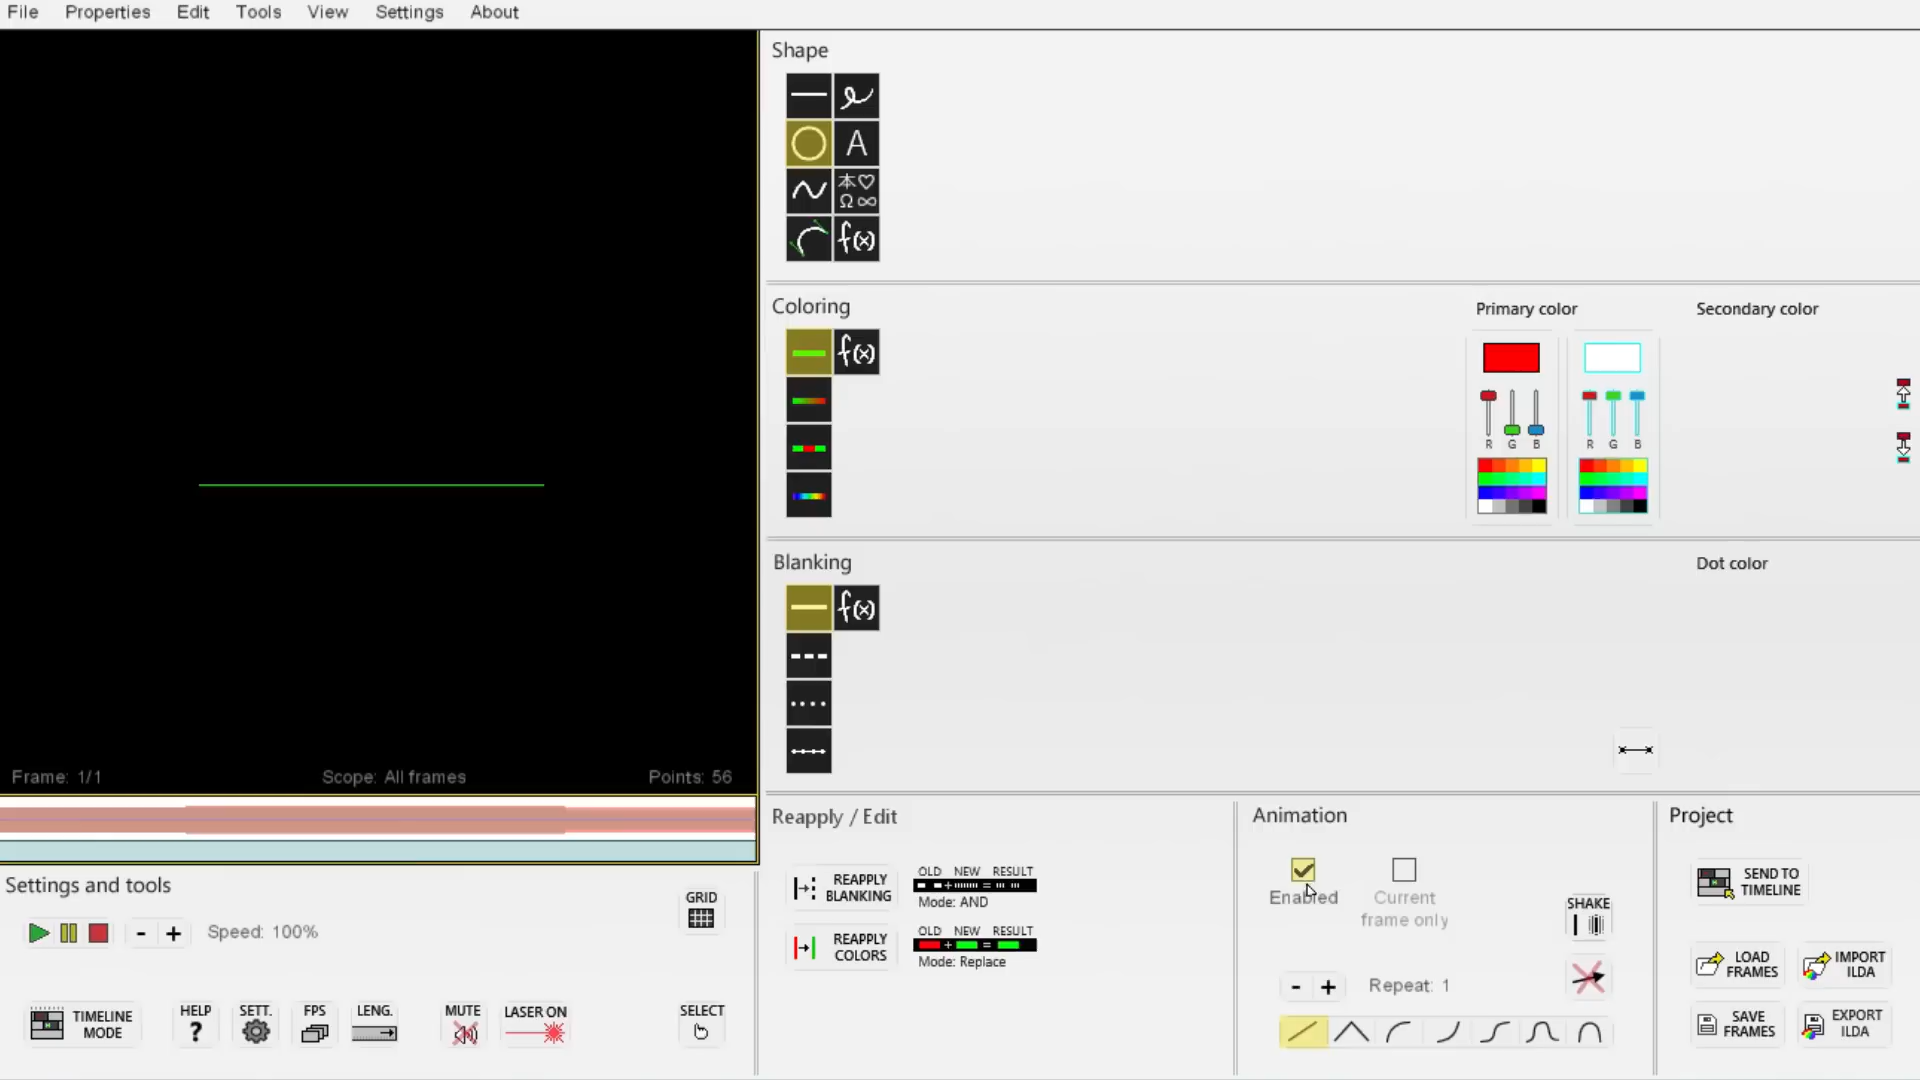 File Properties Edit Tools View Settings About
Shape
A
本♡
Ω∞
f(x)
Coloring
Primary color
Secondary color
f(x)
R G B
R G B
Blanking
Dot color
f(x)
Frame: 1/1
Scope: All frames
Points: 56
Reapply / Edit
REAPPLY
BLANKING
OLD NEW RESULT
Mode: AND
REAPPLY
COLORS
OLD NEW RESULT
Mode: Replace
Animation
Enabled
Current
frame only
SHAKE
- + Repeat: 1
Project
SEND TO
TIMELINE
LOAD
FRAMES
IMPORT
ILDA
SAVE
FRAMES
EXPORT
ILDA
Settings and tools
GRID
- + Speed: 100%
TIMELINE
MODE
HELP
?
SETT.
FPS
LENG.
MUTE
LASER ON
SELECT